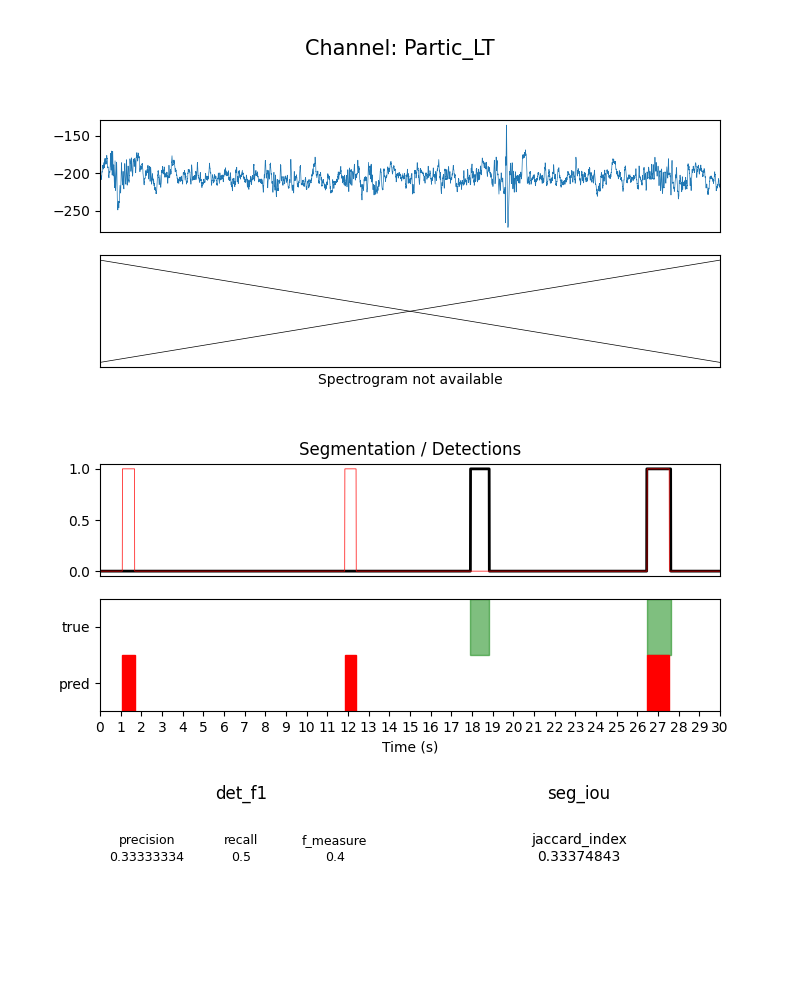 Channel: Partic_LT
−150
−200
−250
Spectrogram not available
Segmentation / Detections
1.0
0.5
0.0
true
pred
0 1 2 3 4 5 6 7 8 9 10 11 12 13 14 15 16 17 18 19 20 21 22 23 24 25 26 27 28 29 30
Time (s)
det_f1 seg_iou
precision recall f_measure jaccard_index
0.33333334 0.5 0.4 0.33374843